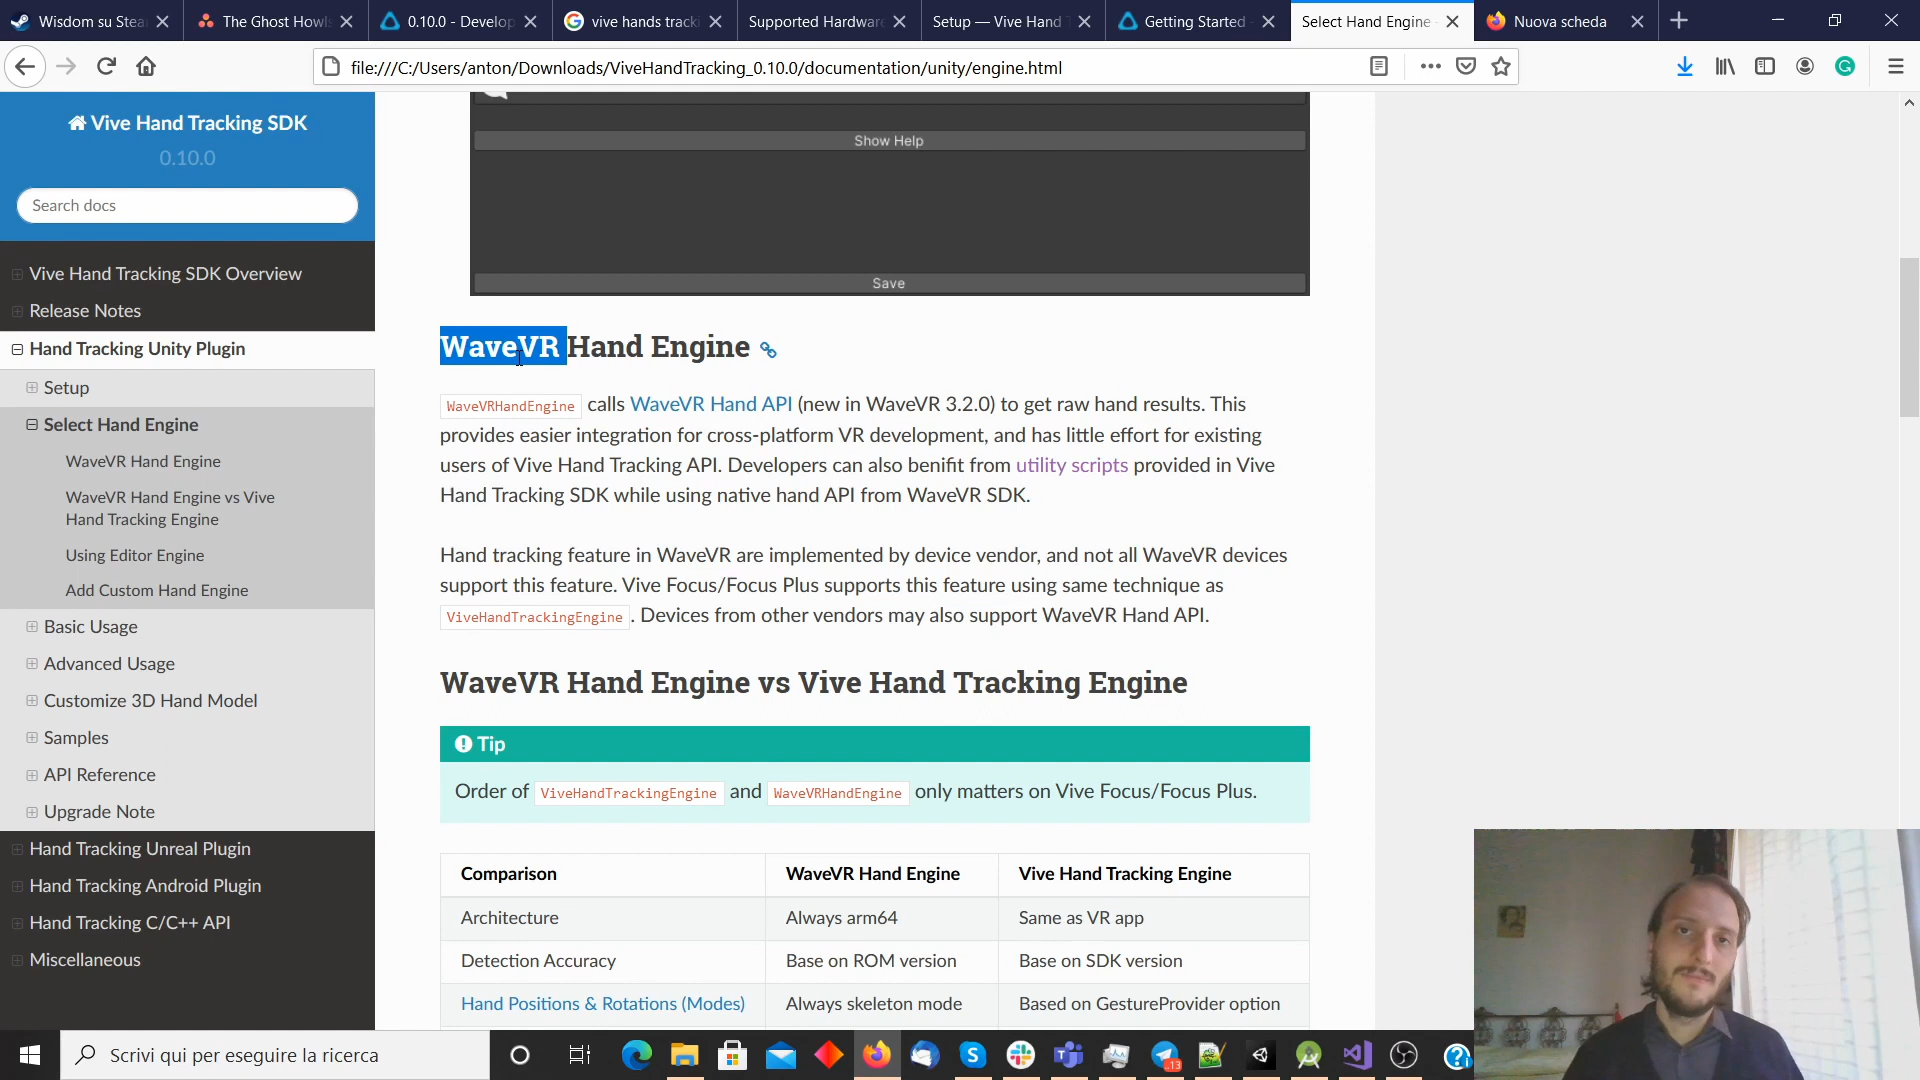 Wisdom su Stea
The Ghost Howls
0.10.0 - Develop
vive hands track
Supported Hardware
Setup — Vive Hand T
Getting Started -
Select Hand Engine -
Nuova scheda
file:///C:/Users/anton/Downloads/ViveHandTracking_0.10.0/documentation/unity/engine.html
Vive Hand Tracking SDK
0.10.0
Search docs
Vive Hand Tracking SDK Overview
Release Notes
Hand Tracking Unity Plugin
Setup
Select Hand Engine
WaveVR Hand Engine
WaveVR Hand Engine vs Vive
Hand Tracking Engine
Using Editor Engine
Add Custom Hand Engine
Basic Usage
Advanced Usage
Customize 3D Hand Model
Samples
API Reference
Upgrade Note
Hand Tracking Unreal Plugin
Hand Tracking Android Plugin
Hand Tracking C/C++ API
Miscellaneous
Show Help
Save
WaveVR Hand Engine
WaveVRHandEngine calls WaveVR Hand API (new in WaveVR 3.2.0) to get raw hand results. This
provides easier integration for cross-platform VR development, and has little effort for existing
users of Vive Hand Tracking API. Developers can also benifit from utility scripts provided in Vive
Hand Tracking SDK while using native hand API from WaveVR SDK.
Hand tracking feature in WaveVR are implemented by device vendor, and not all WaveVR devices
support this feature. Vive Focus/Focus Plus supports this feature using same technique as
ViveHandTrackingEngine. Devices from other vendors may also support WaveVR Hand API.
WaveVR Hand Engine vs Vive Hand Tracking Engine
Tip
Order of ViveHandTrackingEngine and WaveVRHandEngine only matters on Vive Focus/Focus Plus.
Comparison WaveVR Hand Engine Vive Hand Tracking Engine
Architecture Always arm64 Same as VR app
Detection Accuracy Base on ROM version Base on SDK version
Hand Positions & Rotations (Modes) Always skeleton mode Based on GestureProvider option
Scrivi qui per eseguire la ricerca
13